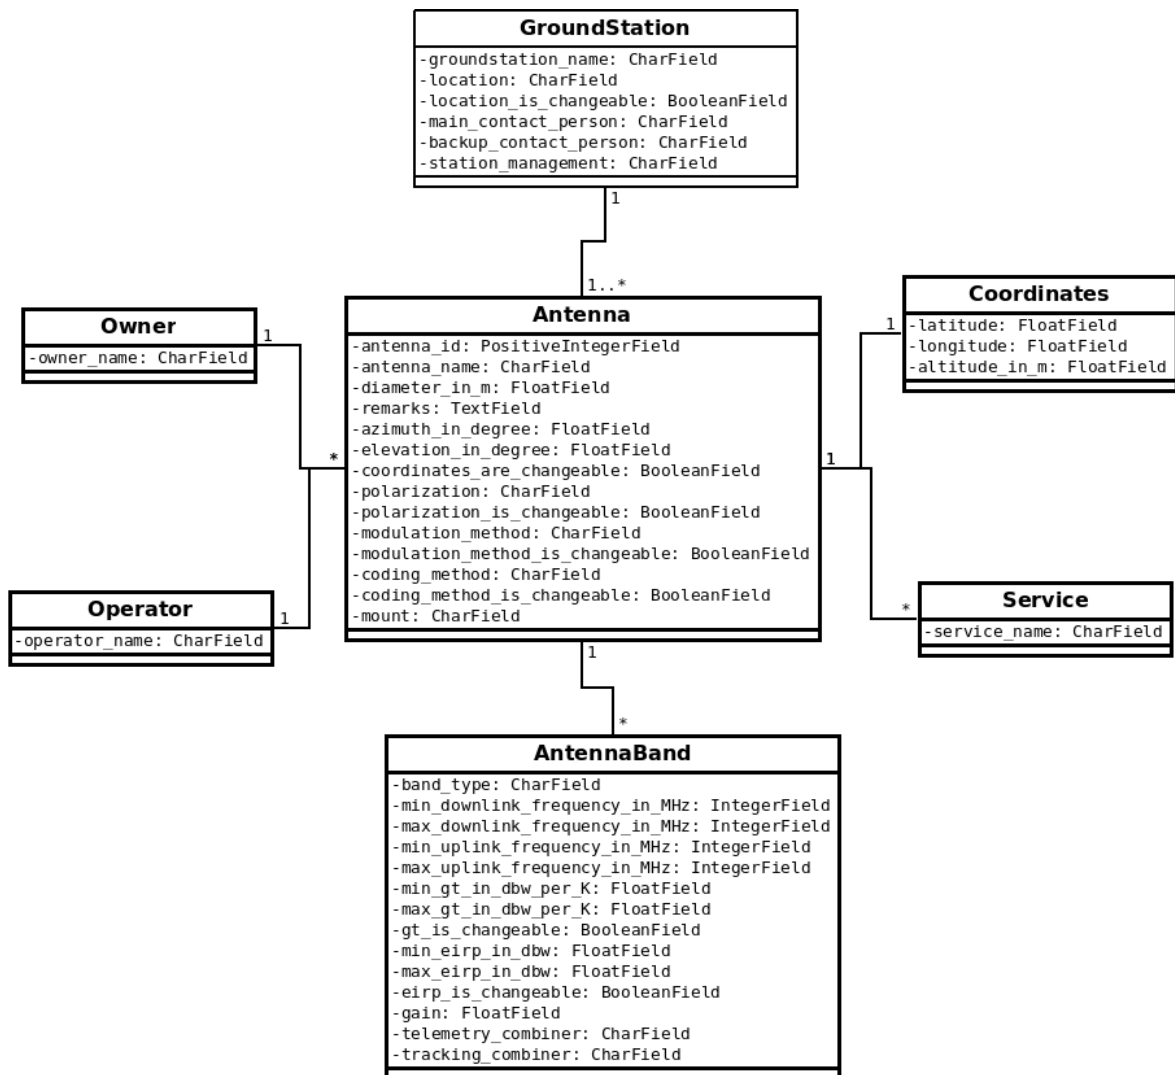 GroundStation
-groundstation_name: CharField
-location: CharField
-location_is_changeable: BooleanField
-main_contact_person: CharField
-backup_contact_person: CharField
-station_management: CharField
1
1..*
Owner
-owner_name: CharField
1
*
Operator
-operator_name: CharField
1
Antenna
-antenna_id: PositiveIntegerField
-antenna_name: CharField
-diameter_in_m: FloatField
-remarks: TextField
-azimuth_in_degree: FloatField
-elevation_in_degree: FloatField
-coordinates_are_changeable: BooleanField
-polarization: CharField
-polarization_is_changeable: BooleanField
-modulation_method: CharField
-modulation_method_is_changeable: BooleanField
-coding_method: CharField
-coding_method_is_changeable: BooleanField
-mount: CharField
1
1
Coordinates
-latitude: FloatField
-longitude: FloatField
-altitude_in_m: FloatField
*
Service
-service_name: CharField
1
*
AntennaBand
-band_type: CharField
-min_downlink_frequency_in_MHz: IntegerField
-max_downlink_frequency_in_MHz: IntegerField
-min_uplink_frequency_in_MHz: IntegerField
-max_uplink_frequency_in_MHz: IntegerField
-min_gt_in_dbw_per_K: FloatField
-max_gt_in_dbw_per_K: FloatField
-gt_is_changeable: BooleanField
-min_eirp_in_dbw: FloatField
-max_eirp_in_dbw: FloatField
-eirp_is_changeable: BooleanField
-gain: FloatField
-telemetry_combiner: CharField
-tracking_combiner: CharField